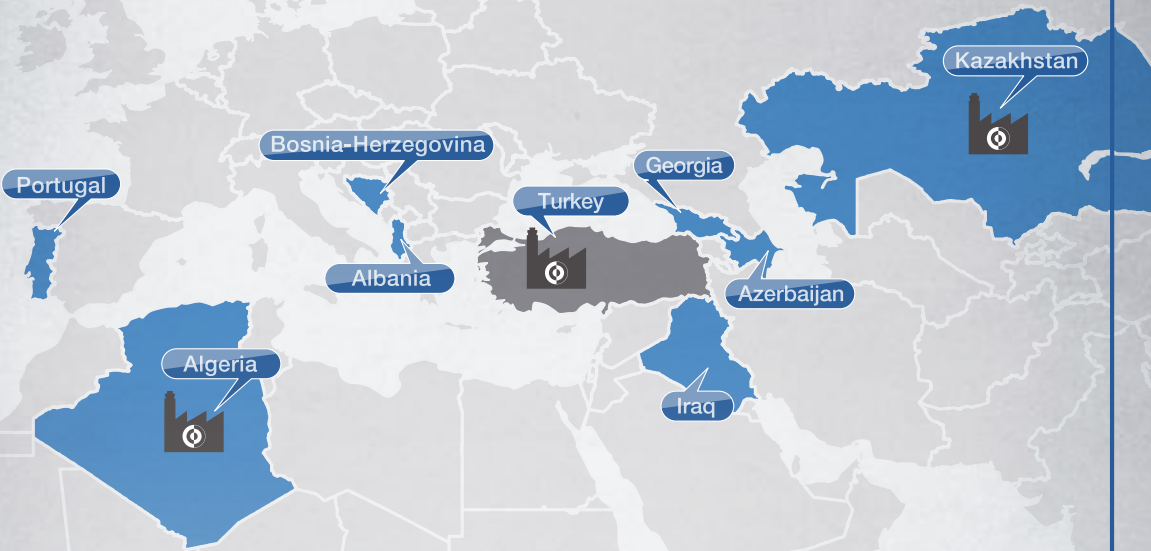 Kazakhstan
Bosnia-Herzegovina
Georgia
Portugal
Turkey
Albania
Azerbaijan
Algeria
Iraq